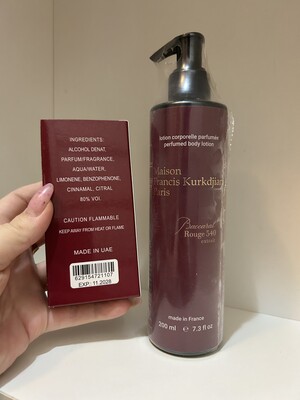 INGREDIENTS:
ALCOHOL DENAT,
PARFUM/FRAGRANCE,
AQUA/WATER,
LIMONENE, BENZOPHENONE,
CINNAMAL, CITRAL
80% VOL
CAUTION FLAMMABLE
KEEP AWAY FROM HEAT OR FLAME
MADE IN UAE
629154721107
EXP : 11.2028
lotion corporelle parfumée
perfumed body lotion
Maison
Francis Kurkdjian
Paris
Baccarat
Rouge 540
extrait
made in France
200 ml e 7.3 fl oz